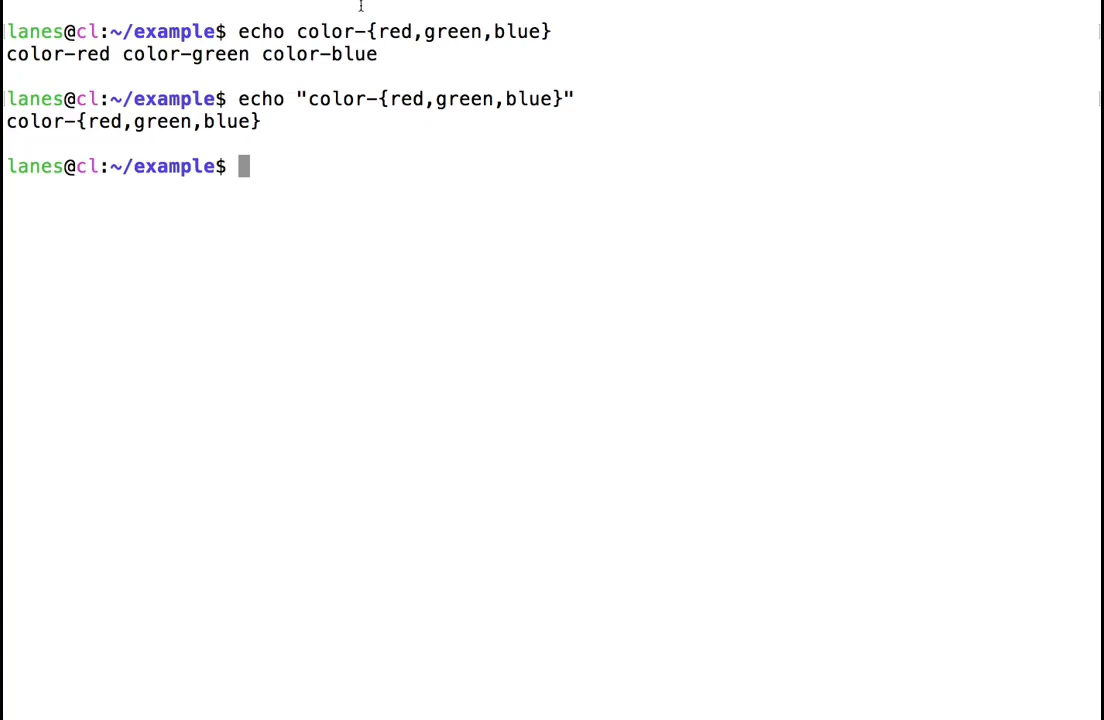 lanes@cl:~/example$ echo color-{red,green,blue}
color-red color-green color-blue
lanes@cl:~/example$ echo "color-{red,green,blue}"
color-{red,green,blue}
lanes@cl:~/example$